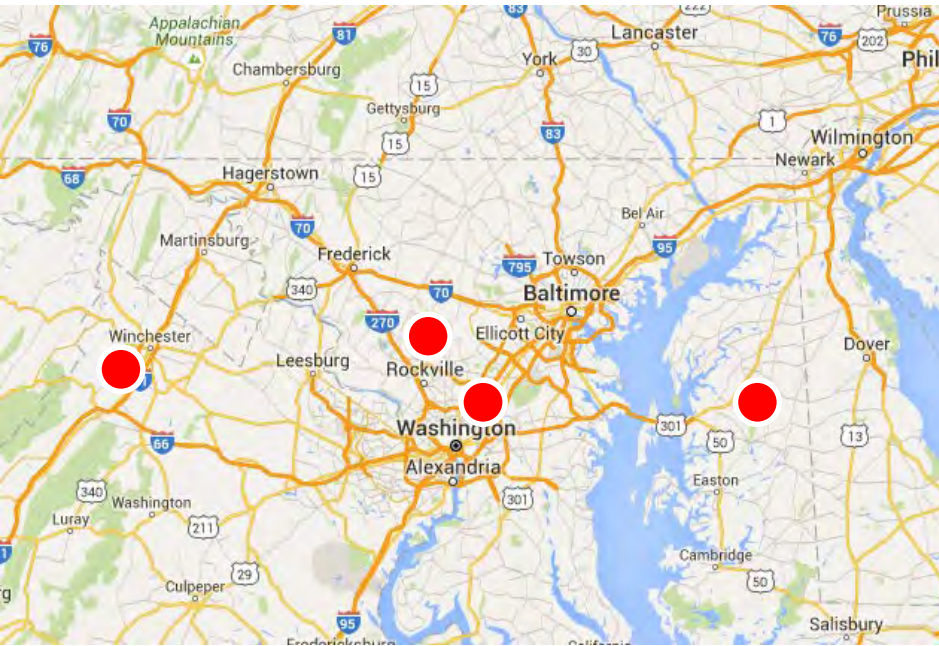 83
222
Prussia
Appalachian
Mountains
81
Lancaster
76
76
30
202
York
Phil
Chambersburg
15
Gettysburg
70
83
1
15
Wilmington
Newark
68
Hagerstown
15
Bel Air
70
Martinsburg
95
Frederick
795
Towson
340
70
Baltimore
270
Ellicott City
Winchester
Leesburg
Rockville
Dover
Washington
301
13
66
50
Alexandria
Easton
340
Washington
301
Luray
211
Cambridge
29
50
Culpeper
95
Salisbury
Fredericksburg
California